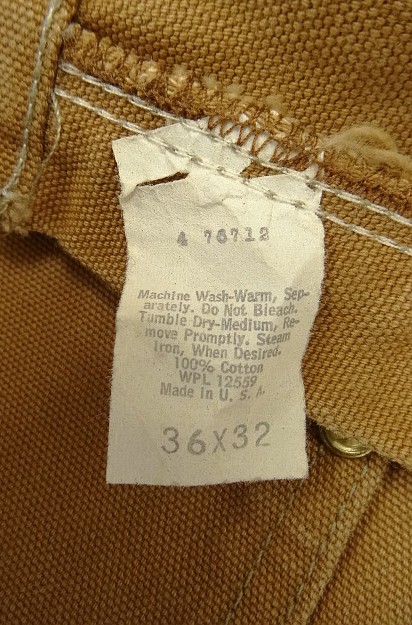 4 76712
Machine Wash-Warm, Sep-
arately. Do Not Bleach.
Tumble Dry-Medium, Re-
move Promptly. Steam
Iron, When Desired.
100% Cotton
WPL 12559
Made in U. S. A.
36X32